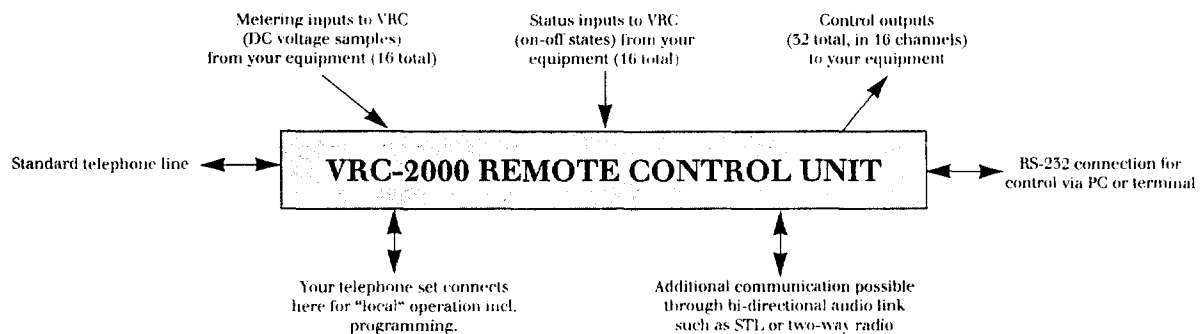 Metering inputs to VRC
(DC voltage samples)
from your equipment (16 total)
Status inputs to VRC
(on-off states) from your
equipment (16 total)
Control outputs
(32 total, in 16 channels)
to your equipment
Standard telephone line
VRC-2000 REMOTE CONTROL UNIT
RS-232 connection for
control via PC or terminal
Your telephone set connects
here for "local" operation incl.
programming.
Additional communication possible
through bi-directional audio link
such as STL or two-way radio